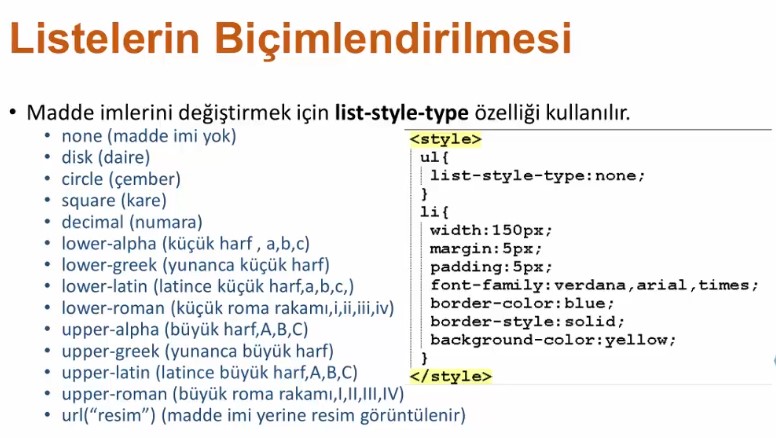 Listelerin Biçimlendirilmesi
• Madde imlerini değiştirmek için list-style-type özelliği kullanılır.
• none (madde imi yok)
• disk (daire)
• circle (çember)
• square (kare)
• decimal (numara)
• lower-alpha (küçük harf , a,b,c)
• lower-greek (yunanca küçük harf)
• lower-latin (latince küçük harf,a,b,c,)
• lower-roman (küçük roma rakamı,i,ii,iii,iv)
• upper-alpha (büyük harf,A,B,C)
• upper-greek (yunanca büyük harf)
• upper-latin (latince büyük harf,A,B,C)
• upper-roman (büyük roma rakamı,I,II,III,IV)
• url(“resim”) (madde imi yerine resim görüntülenir)
<style>
ul{
list-style-type:none;
}
li{
width:150px;
margin:5px;
padding:5px;
font-family:verdana,arial,times;
border-color:blue;
border-style:solid;
background-color:yellow;
}
</style>